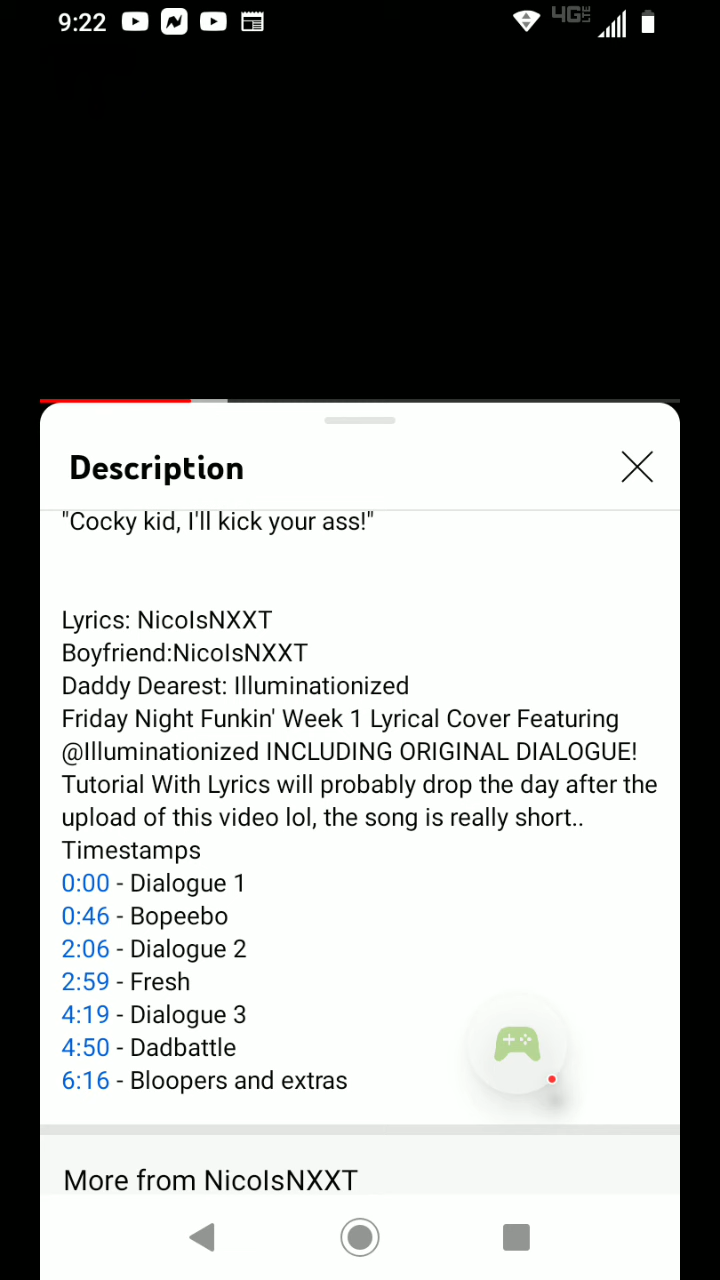 9:22
4G LTE
Description
"Cocky kid, I'll kick your ass!"
Lyrics: NicoIsNXXT
Boyfriend:NicoIsNXXT
Daddy Dearest: Illuminationized
Friday Night Funkin' Week 1 Lyrical Cover Featuring
@Illuminationized INCLUDING ORIGINAL DIALOGUE!
Tutorial With Lyrics will probably drop the day after the
upload of this video lol, the song is really short..
Timestamps
0:00 - Dialogue 1
0:46 - Bopeebo
2:06 - Dialogue 2
2:59 - Fresh
4:19 - Dialogue 3
4:50 - Dadbattle
6:16 - Bloopers and extras
More from NicoIsNXXT